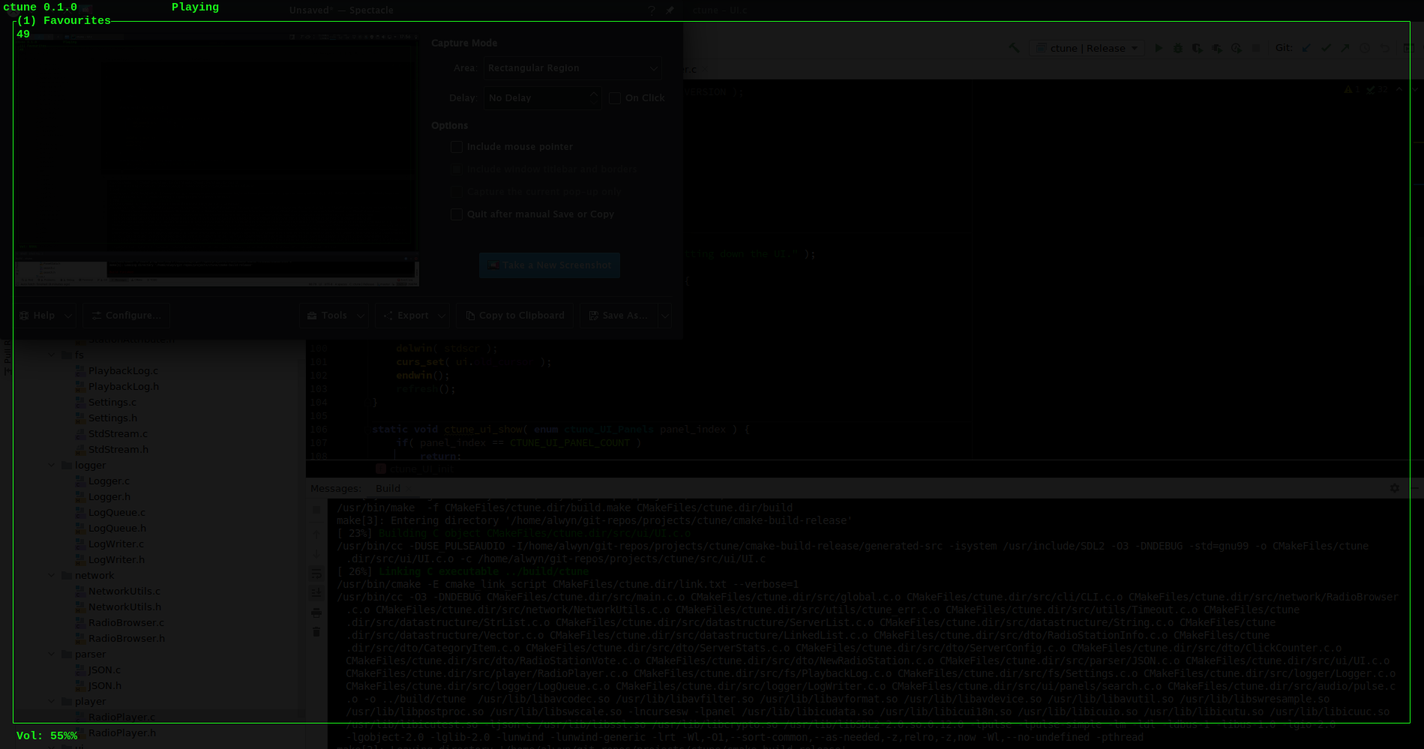 ctune 0.1.0 Playing
Unsaved* — Spectacle
(1) Favourites
49
Capture Mode
Area: Rectangular Region
Delay: No Delay On Click
Options
Include mouse pointer
Quit after manual Save or Copy
Take a New Screenshot
Help Configure... Tools Export Copy to Clipboard Save As...
ctune | Release Git:
fs
PlaybackLog.c
PlaybackLog.h
Settings.c
Settings.h
StdStream.c
StdStream.h
logger
Logger.c
Logger.h
LogQueue.c
LogQueue.h
LogWriter.c
LogWriter.h
network
NetworkUtils.c
NetworkUtils.h
RadioBrowser.c
RadioBrowser.h
parser
JSON.c
JSON.h
player
RadioPlayer.c
RadioPlayer.h
delwin( stdscr );
101 curs_set( ui.
102 endwin();
103 refresh();
104 }
105
106 static void ctune_ui_show( enum ctune_UI_Panels panel_index ) {
107 if( panel_index == CTUNE_UI_PANEL_COUNT )
108 return;
Messages: Build
/usr/bin/make -f CMakeFiles/ctune.dir/build.make CMakeFiles/ctune.dir/build
make[3]: Entering directory '/home/alwyn/git-repos/projects/ctune/cmake-build-release'
[ 23%] Building C object CMakeFiles/ctune.dir/src/ui/UI.c.o
/usr/bin/cc -DUSE_PULSEAUDIO -I/home/alwyn/git-repos/projects/ctune/cmake-build-release/generated-src -isystem /usr/include/SDL2 -O3 -DNDEBUG -std=gnu99 -o CMakeFiles/ctune
.dir/src/ui/UI.c.o -c /home/alwyn/git-repos/projects/ctune/src/ui/UI.c
[ 26%] Linking C executable ../build/ctune
/usr/bin/cmake -E cmake_link_script CMakeFiles/ctune.dir/link.txt --verbose=1
/usr/bin/cc -O3 -DNDEBUG CMakeFiles/ctune.dir/src/main.c.o CMakeFiles/ctune.dir/src/global.c.o CMakeFiles/ctune.dir/src/cli/CLI.c.o CMakeFiles/ctune.dir/src/network/RadioBrowser
.c.o CMakeFiles/ctune.dir/src/network/NetworkUtils.c.o CMakeFiles/ctune.dir/src/utils/ctune_err.c.o CMakeFiles/ctune.dir/src/utils/Timeout.c.o CMakeFiles/ctune
.dir/src/datastructure/StrList.c.o CMakeFiles/ctune.dir/src/datastructure/ServerList.c.o CMakeFiles/ctune.dir/src/datastructure/String.c.o CMakeFiles/ctune
.dir/src/datastructure/Vector.c.o CMakeFiles/ctune.dir/src/datastructure/LinkedList.c.o CMakeFiles/ctune.dir/src/dto/RadioStationInfo.c.o CMakeFiles/ctune
.dir/src/dto/CategoryItem.c.o CMakeFiles/ctune.dir/src/dto/ServerStats.c.o CMakeFiles/ctune.dir/src/dto/ServerConfig.c.o CMakeFiles/ctune.dir/src/dto/ClickCounter.c.o
CMakeFiles/ctune.dir/src/dto/RadioStationVote.c.o CMakeFiles/ctune.dir/src/dto/NewRadioStation.c.o CMakeFiles/ctune.dir/src/parser/JSON.c.o CMakeFiles/ctune.dir/src/ui/UI.c.o
CMakeFiles/ctune.dir/src/player/RadioPlayer.c.o CMakeFiles/ctune.dir/src/fs/PlaybackLog.c.o CMakeFiles/ctune.dir/src/fs/Settings.c.o CMakeFiles/ctune.dir/src/logger/Logger.c.o
CMakeFiles/ctune.dir/src/logger/LogQueue.c.o CMakeFiles/ctune.dir/src/logger/LogWriter.c.o CMakeFiles/ctune.dir/src/ui/panels/search.c.o CMakeFiles/ctune.dir/src/audio/pulse.c
.o -o ../build/ctune /usr/lib/libavcodec.so /usr/lib/libavfilter.so /usr/lib/libavformat.so /usr/lib/libavdevice.so /usr/lib/libavutil.so /usr/lib/libswresample.so
/usr/lib/libpostproc.so /usr/lib/libswscale.so -lncursesw -lpanel /usr/lib/libicudata.so /usr/lib/libicui18n.so /usr/lib/libicuio.so /usr/lib/libicutu.so /usr/lib/libicuuc.so
-lgobject-2.0 -lglib-2.0 -lunwind -lunwind-generic -lrt -Wl,-O1,--sort-common,--as-needed,-z,relro,-z,now -Wl,--no-undefined -pthread
Vol: 55%%